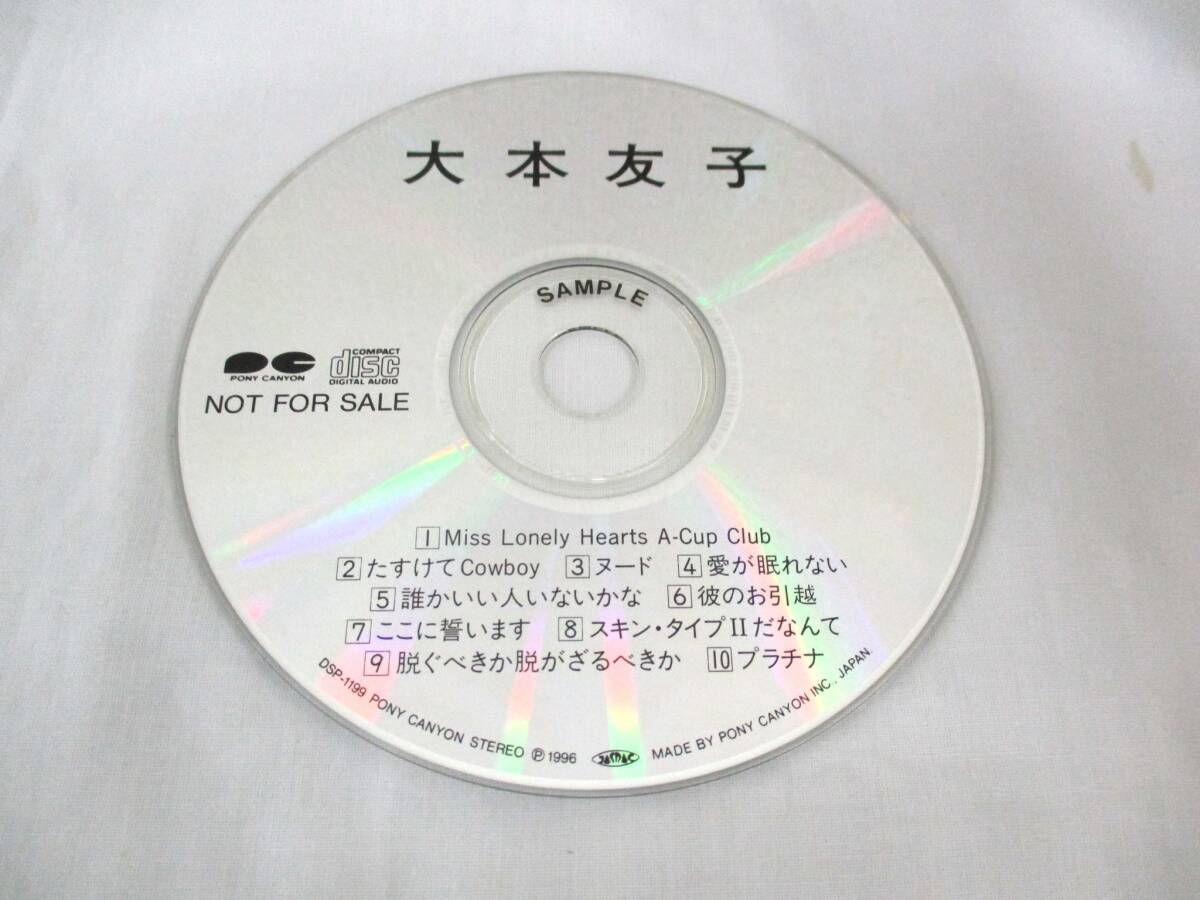 大本友子
SAMPLE
PONY CANYON
COMPACT
disc
DIGITAL AUDIO
NOT FOR SALE
1 Miss Lonely Hearts A-Cup Club
2 たすけてCowboy 3 ヌード 4 愛が眠れない
5 誰かいい人いないかな 6 彼のお引越
7 ここに誓います 8 スキン・タイプIIだなんて
9 脱ぐべきか脱がざるべきか 10 プラチナ
DSP-1199 PONY CANYON STEREO Ⓟ1996 JASRAC MADE BY PONY CANYON INC., JAPAN.